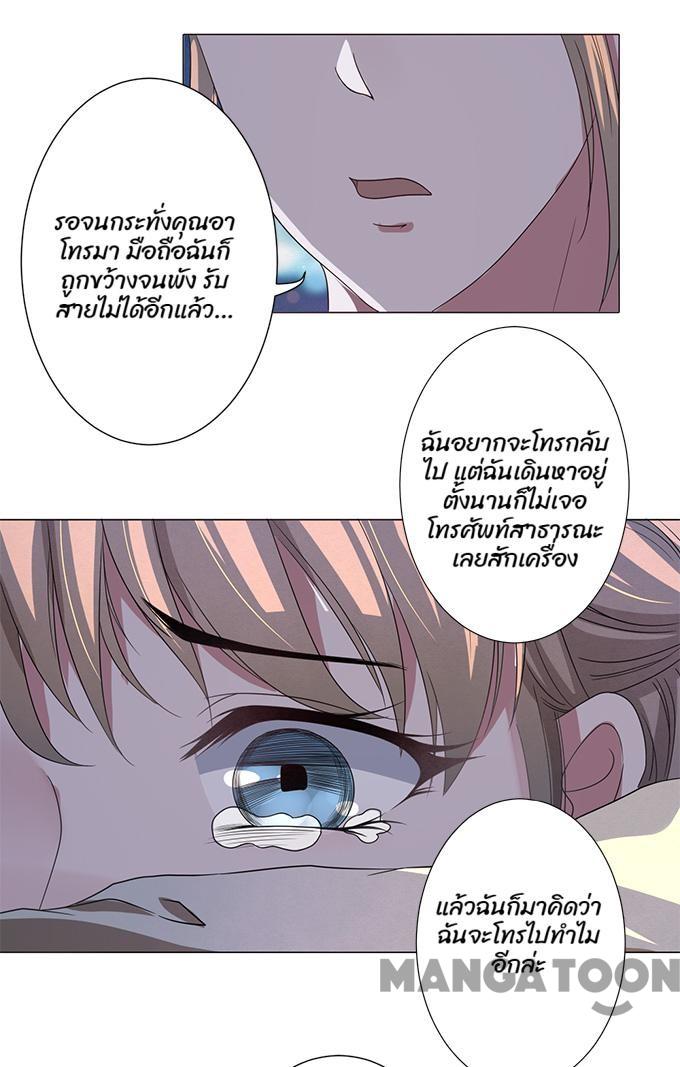 รอจนกระทั่งคุณอา
โทรมา มือถือฉันก็
ถูกขว้างจนพัง รับ
สายไม่ได้อีกแล้ว...
ฉันอยากจะโทรกลับ
ไป แต่ฉันเดินหาอยู่
ตั้งนานก็ไม่เจอ
โทรศัพท์สาธารณะ
เลยสักเครื่อง
แล้วฉันก็มาคิดว่า
ฉันจะโทรไปทำไม
อีกล่ะ
MANGATOON